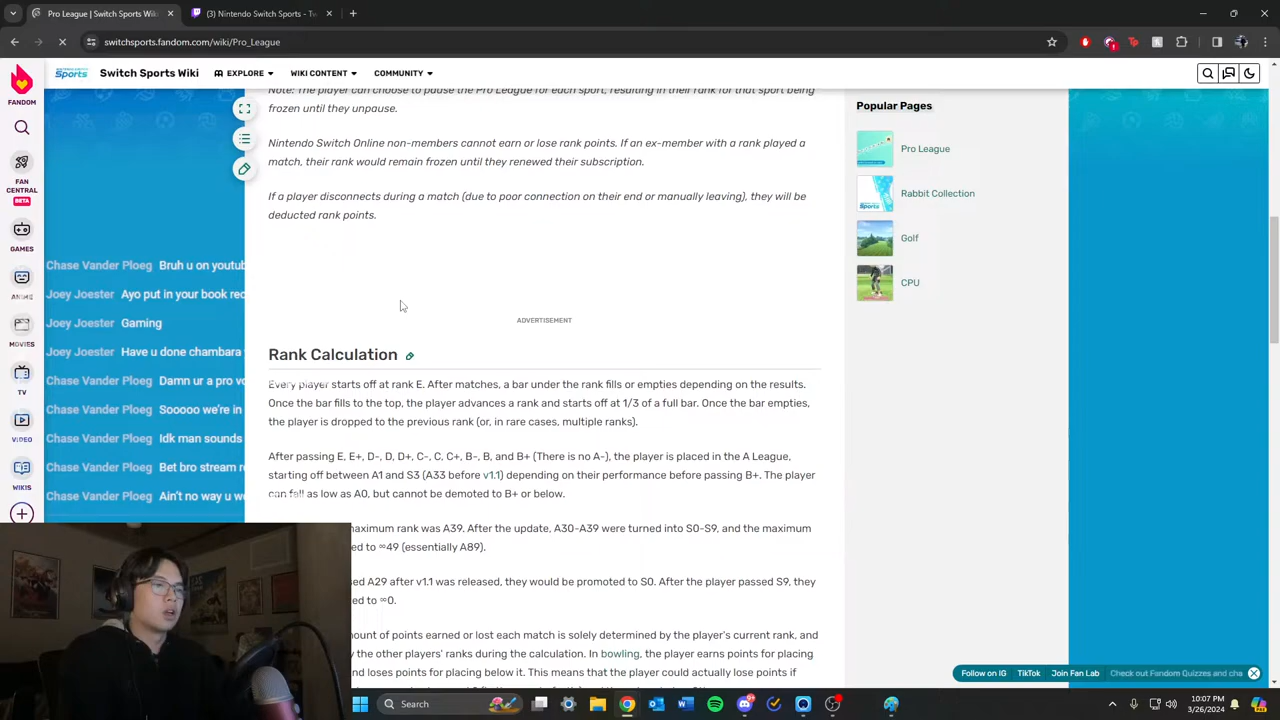 Pro League | Switch Sports Wiki
Nintendo Switch Sports - Tw
switchsports.fandom.com/wiki/Pro_League
FANDOM
Sports
Switch Sports Wiki
EXPLORE
WIKI CONTENT
COMMUNITY
FAN
CENTRAL
BETA
GAMES
ANIME
MOVIES
TV
VIDEO
WIKIS
Note: The player can choose to pause the Pro League for each sport, resulting in their rank for that sport being
frozen until they unpause.
Nintendo Switch Online non-members cannot earn or lose rank points. If an ex-member with a rank played a
match, their rank would remain frozen until they renewed their subscription.
If a player disconnects during a match (due to poor connection on their end or manually leaving), they will be
deducted rank points.
ADVERTISEMENT
Rank Calculation
Every player starts off at rank E. After matches, a bar under the rank fills or empties depending on the results.
Once the bar fills to the top, the player advances a rank and starts off at 1/3 of a full bar. Once the bar empties,
the player is dropped to the previous rank (or, in rare cases, multiple ranks).
After passing E, E+, D-, D, D+, C-, C, C+, B-, B, and B+ (There is no A-), the player is placed in the A League,
starting off between A1 and S3 (A33 before v1.1) depending on their performance before passing B+. The player
can fall as low as A0, but cannot be demoted to B+ or below.
maximum rank was A39. After the update, A30-A39 were turned into S0-S9, and the maximum
ed to ∞49 (essentially A89).
sed A29 after v1.1 was released, they would be promoted to S0. After the player passed S9, they
ed to ∞0.
mount of points earned or lost each match is solely determined by the player's current rank, and
y the other players' ranks during the calculation. In bowling, the player earns points for placing
nd loses points for placing below it. This means that the player could actually lose points if
Chase Vander Ploeg Bruh u on youtub
Joey Joester Ayo put in your book rec
Joey Joester Gaming
Joey Joester Have u done chambara
Chase Vander Ploeg Damn ur a pro vo
Chase Vander Ploeg Sooooo we're in
Chase Vander Ploeg Idk man sounds
Chase Vander Ploeg Bet bro stream r
Chase Vander Ploeg Ain't no way u w
Popular Pages
Pro League
Rabbit Collection
Golf
CPU
Follow on IG
TikTok
Join Fan Lab
Check out Fandom Quizzes and cha
Search
10:07 PM
3/26/2024